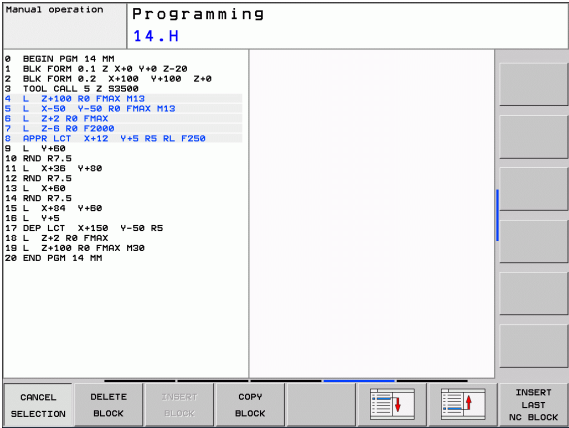 Manual operation
Programming
14.H
0 BEGIN PGM 14 MM
1 BLK FORM 0.1 Z X+0 Y+0 Z-20
2 BLK FORM 0.2 X+100 Y+100 Z+0
3 TOOL CALL 5 Z S3500
4 L Z+100 R0 FMAX M13
5 L X-50 Y-50 R0 FMAX M13
6 L Z+2 R0 FMAX
7 L Z-6 R0 F2000
8 APPR LCT X+12 Y+5 R5 RL F250
9 L Y+60
10 RND R7.5
11 L X+36 Y+80
12 RND R7.5
13 L X+60
14 RND R7.5
15 L X+84 Y+60
16 L Y+5
17 DEP LCT X+150 Y-50 R5
18 L Z+2 R0 FMAX
19 L Z+100 R0 FMAX M30
20 END PGM 14 MM
CANCEL
SELECTION
DELETE
BLOCK
INSERT
BLOCK
COPY
BLOCK
INSERT
LAST
NC BLOCK